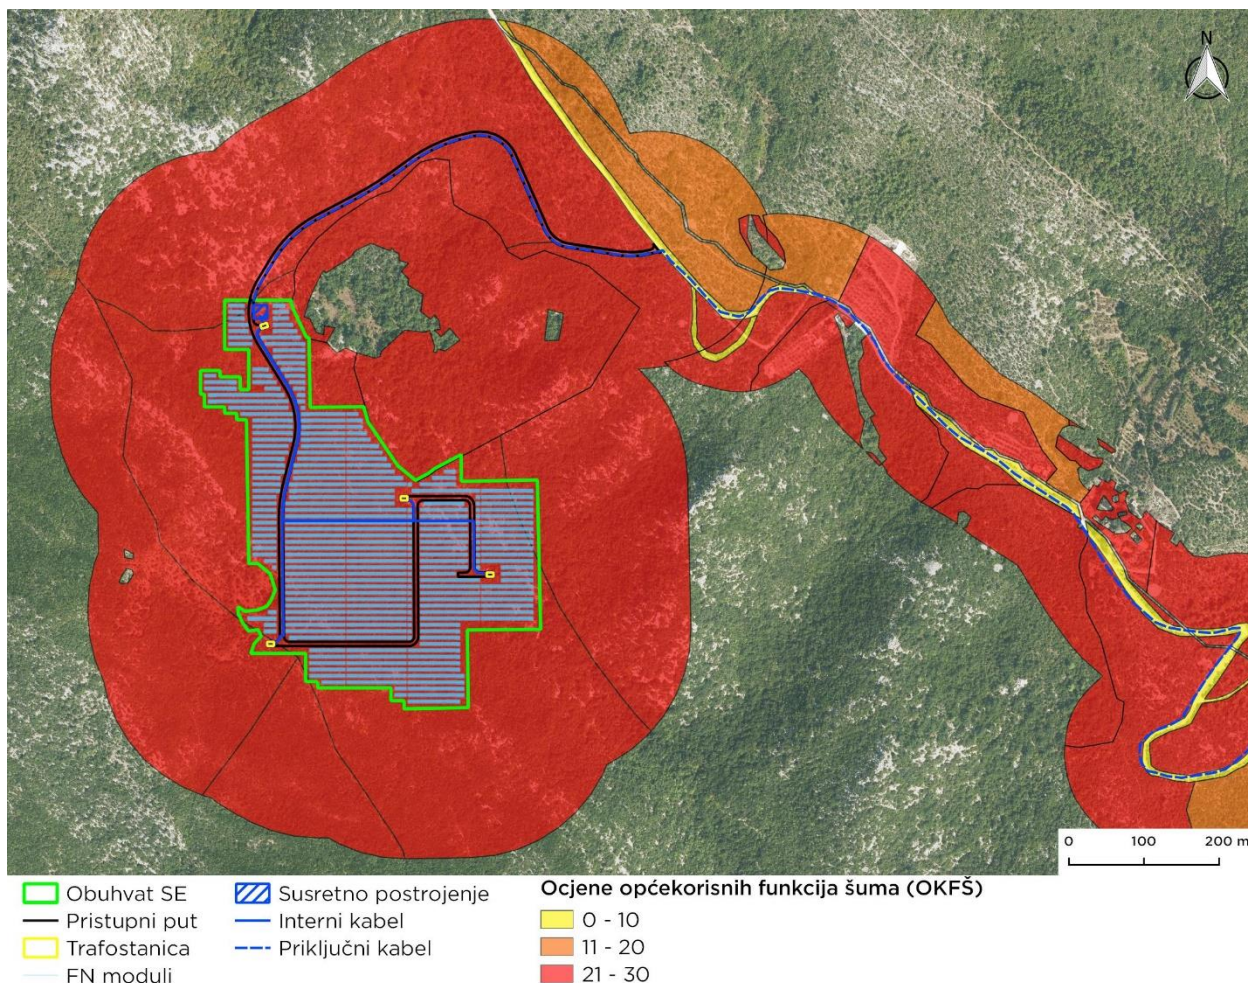 N
0 100 200 m
Obuhvat SE
Pristupni put
Trafostanica
FN moduli
Susretno postrojenje
Interni kabel
Priključni kabel
Ocjene općekorisnih funkcija šuma (OKFŠ)
0 - 10
11 - 20
21 - 30